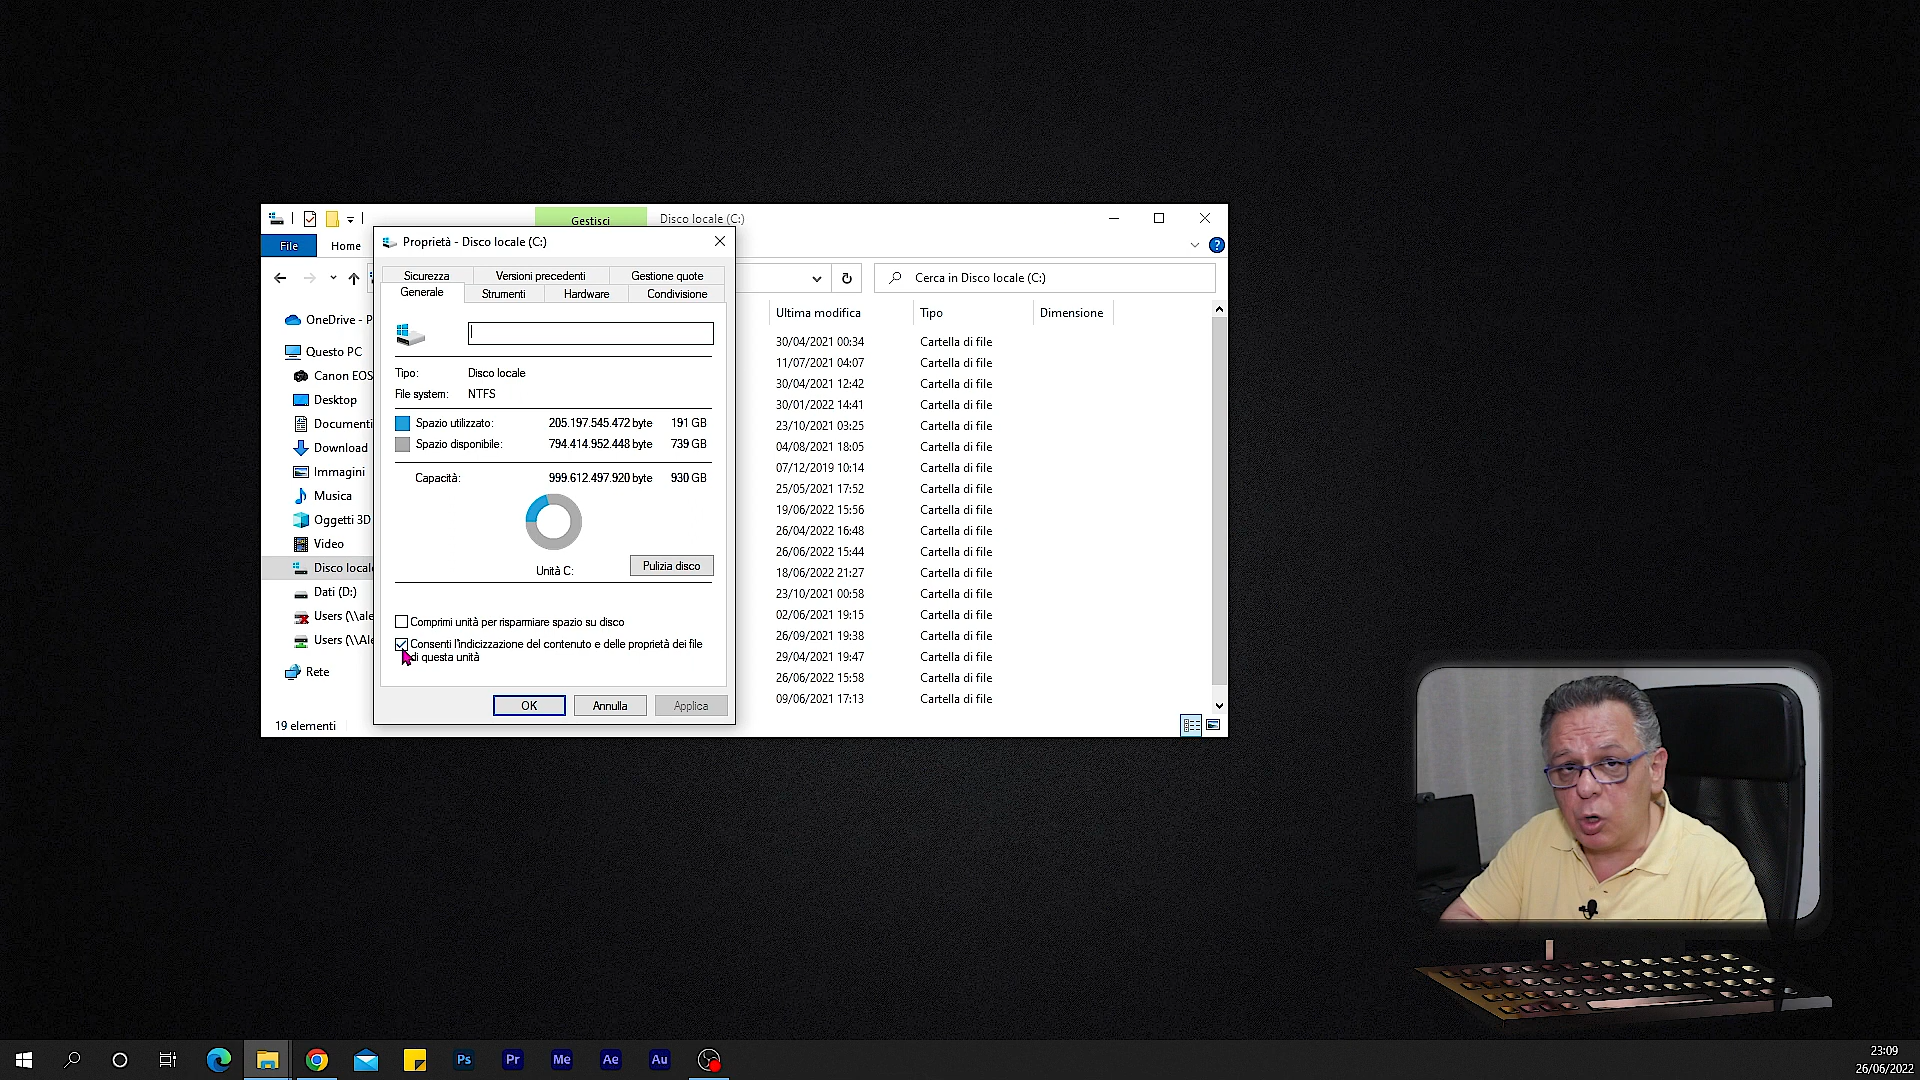 Gestisci
Disco locale (C:)
File
Home
Cerca in Disco locale (C:)
OneDrive - P
Questo PC
Canon EOS
Desktop
Documenti
Download
Immagini
Musica
Oggetti 3D
Video
Disco locale
Dati (D:)
Users (\\ale
Users (\\Ale
Rete
19 elementi
Proprietà - Disco locale (C:)
Sicurezza
Versioni precedenti
Gestione quote
Generale
Strumenti
Hardware
Condivisione
Tipo: Disco locale
File system: NTFS
Spazio utilizzato: 205.197.545.472 byte 191 GB
Spazio disponibile: 794.414.952.448 byte 739 GB
Capacità: 999.612.497.920 byte 930 GB
Unità C:
Pulizia disco
Comprimi unità per risparmiare spazio su disco
Consenti l'indicizzazione del contenuto e delle proprietà dei file
di questa unità
OK
Annulla
Applica
Ultima modifica Tipo Dimensione
30/04/2021 00:34 Cartella di file
11/07/2021 04:07 Cartella di file
30/04/2021 12:42 Cartella di file
30/01/2022 14:41 Cartella di file
23/10/2021 03:25 Cartella di file
04/08/2021 18:05 Cartella di file
07/12/2019 10:14 Cartella di file
25/05/2021 17:52 Cartella di file
19/06/2022 15:56 Cartella di file
26/04/2022 16:48 Cartella di file
26/06/2022 15:44 Cartella di file
18/06/2022 21:27 Cartella di file
23/10/2021 00:58 Cartella di file
02/06/2021 19:15 Cartella di file
26/09/2021 19:38 Cartella di file
29/04/2021 19:47 Cartella di file
26/06/2022 15:58 Cartella di file
09/06/2021 17:13 Cartella di file
Ps
Pr
Me
Ae
Au
23:09
26/06/2022